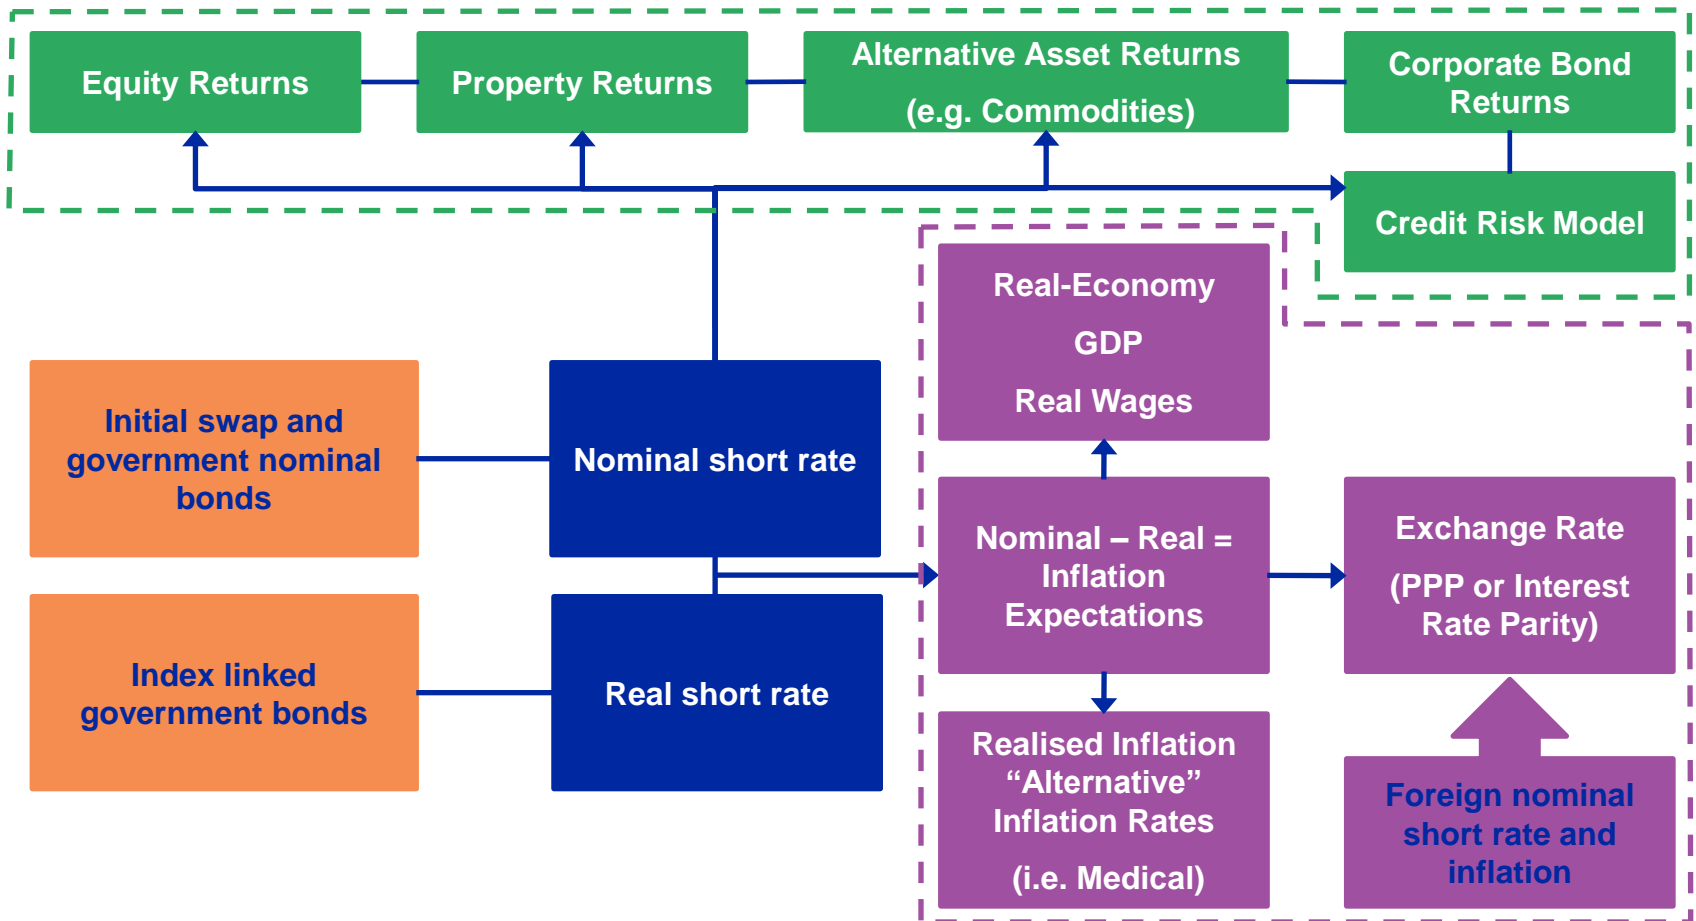 Equity Returns
Property Returns
Alternative Asset Returns
(e.g. Commodities)
Corporate Bond
Returns
Credit Risk Model
Real-Economy
GDP
Real Wages
Initial swap and
government nominal
bonds
Nominal short rate
Nominal – Real =
Inflation
Expectations
Exchange Rate
(PPP or Interest
Rate Parity)
Index linked
government bonds
Real short rate
Realised Inflation
“Alternative”
Inflation Rates
(i.e. Medical)
Foreign nominal
short rate and
inflation